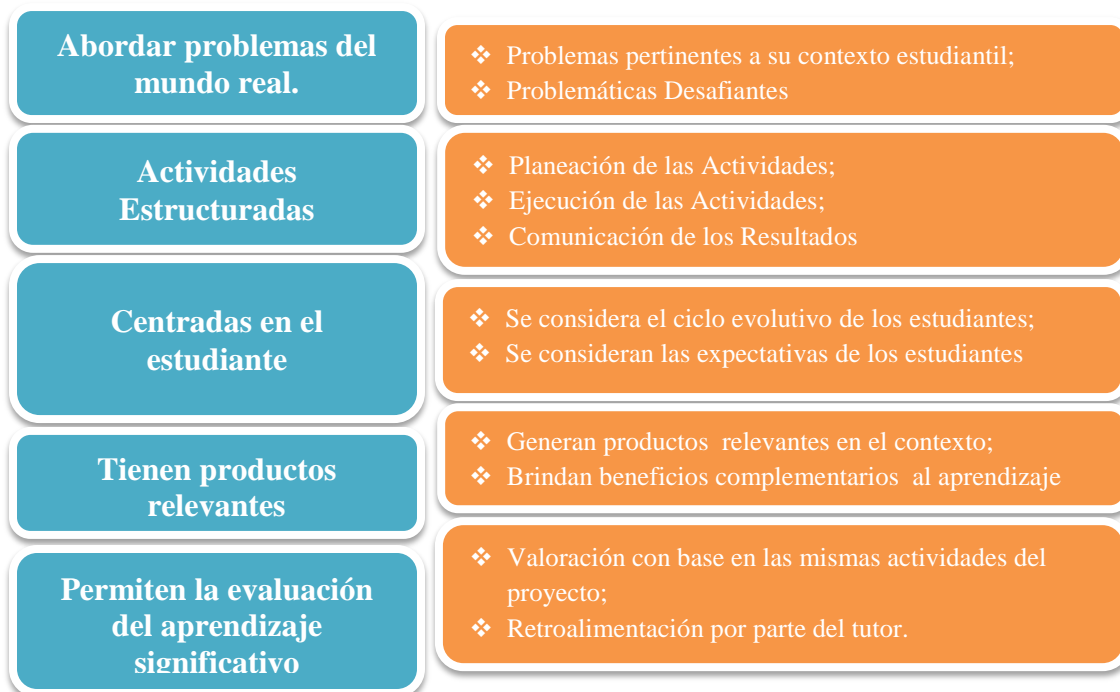 Abordar problemas del
mundo real.
❖ Problemas pertinentes a su contexto estudiantil;
❖ Problemáticas Desafiantes
Actividades
Estructuradas
❖ Planeación de las Actividades;
❖ Ejecución de las Actividades;
❖ Comunicación de los Resultados
Centradas en el
estudiante
❖ Se considera el ciclo evolutivo de los estudiantes;
❖ Se consideran las expectativas de los estudiantes
Tienen productos
relevantes
❖ Generan productos relevantes en el contexto;
❖ Brindan beneficios complementarios al aprendizaje
Permiten la evaluación
del aprendizaje
significativo
❖ Valoración con base en las mismas actividades del
proyecto;
❖ Retroalimentación por parte del tutor.